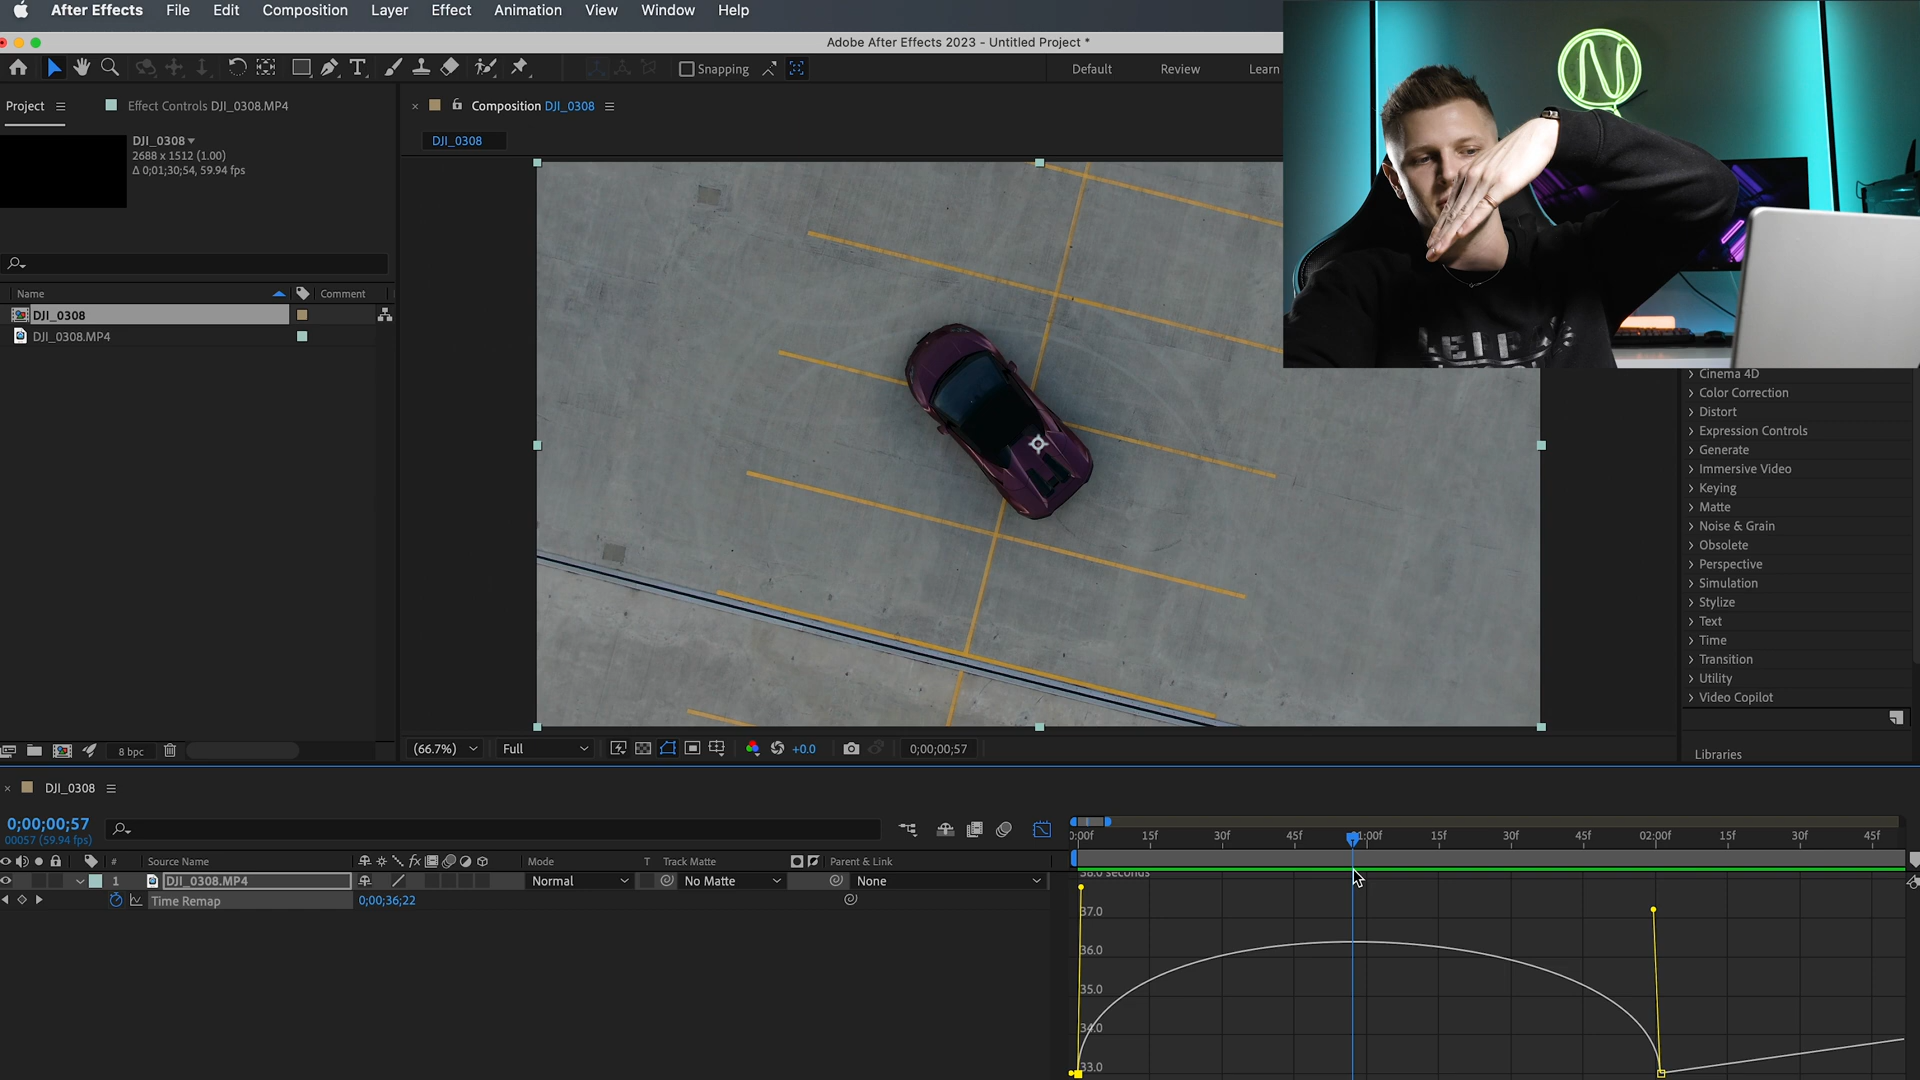 After Effects File Edit Composition Layer Effect Animation View Window Help
Adobe After Effects 2023 - Untitled Project *
Snapping
Default Review Learn
Project Effect Controls DJI_0308.MP4
Composition DJI_0308
DJI_0308
2688 x 1512 (1.00)
Δ 0;01;30;54, 59.94 fps
DJI_0308
Name Comment
DJI_0308
DJI_0308.MP4
Cinema 4D
Color Correction
Distort
Expression Controls
Generate
Immersive Video
Keying
Matte
Noise & Grain
Obsolete
Perspective
Simulation
Stylize
Text
Time
Transition
Utility
Video Copilot
Libraries
8 bpc
(66.7%) Full +0.0 0;00;00;57
DJI_0308
0;00;00;57
00057 (59.94 fps)
# Source Name fx Mode T Track Matte Parent & Link
1 DJI_0308.MP4 Normal No Matte None
Time Remap 0;00;36;22
0:00f 15f 30f 45f 01:00f 15f 30f 45f 02:00f 15f 30f 45f
38.0 seconds
37.0
36.0
35.0
34.0
33.0
N